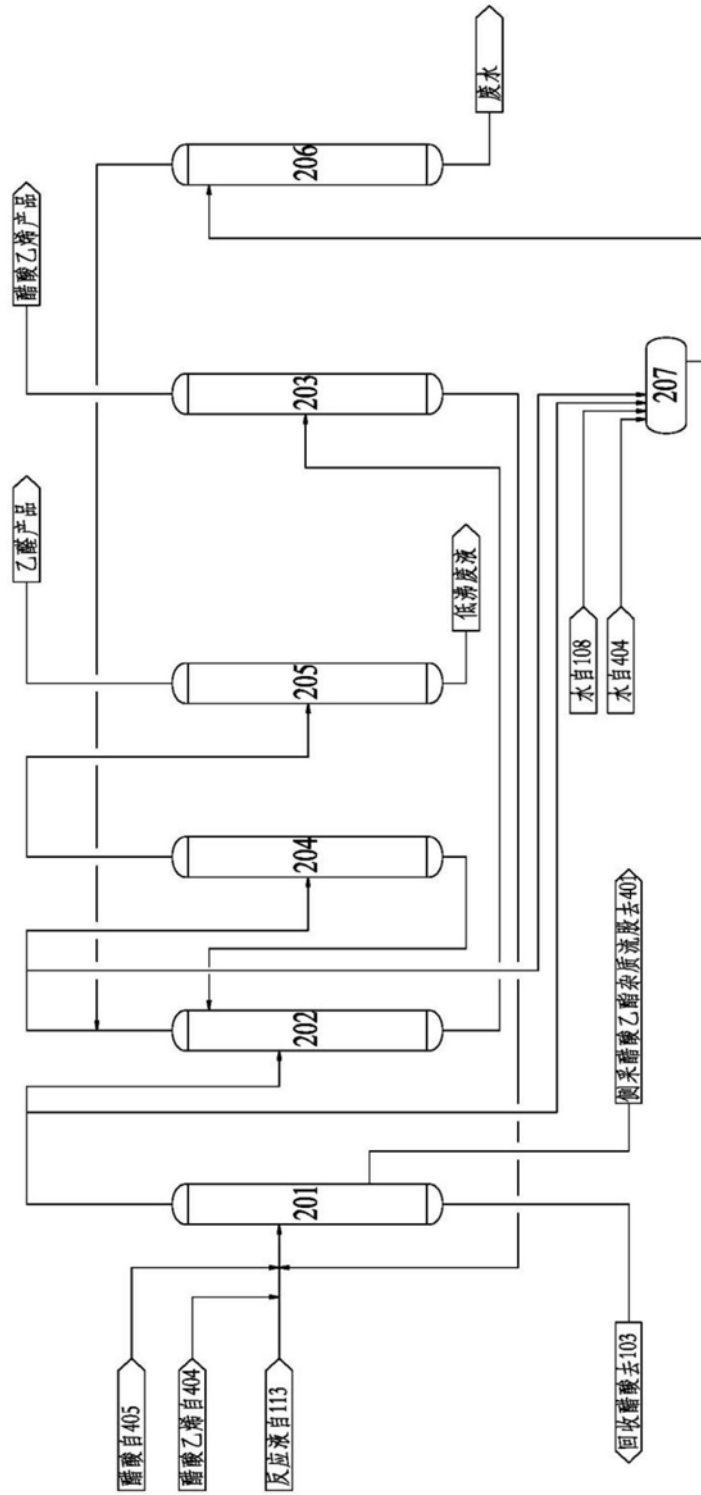 醋酸自405
醋酸乙烯自404
反应液自113
回收醋酸去103
201
侧采醋酸乙酯杂质流股去401
202
204
水自108
水自404
205
乙醛产品
低沸废液
203
醋酸乙烯产品
207
206
废水